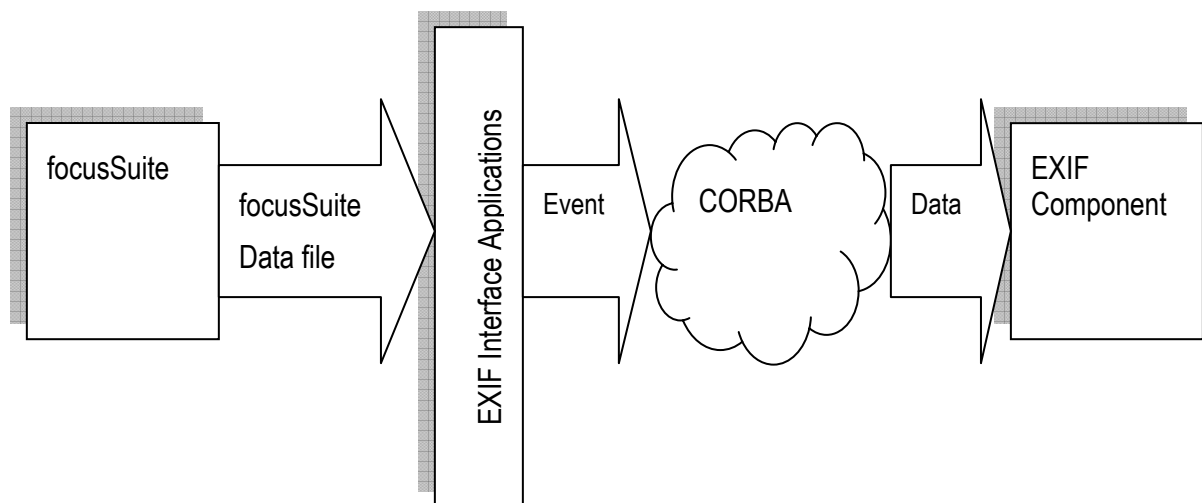 focusSuite
focusSuite
Data file
EXIF Interface Applications
Event
CORBA
Data
EXIF
Component